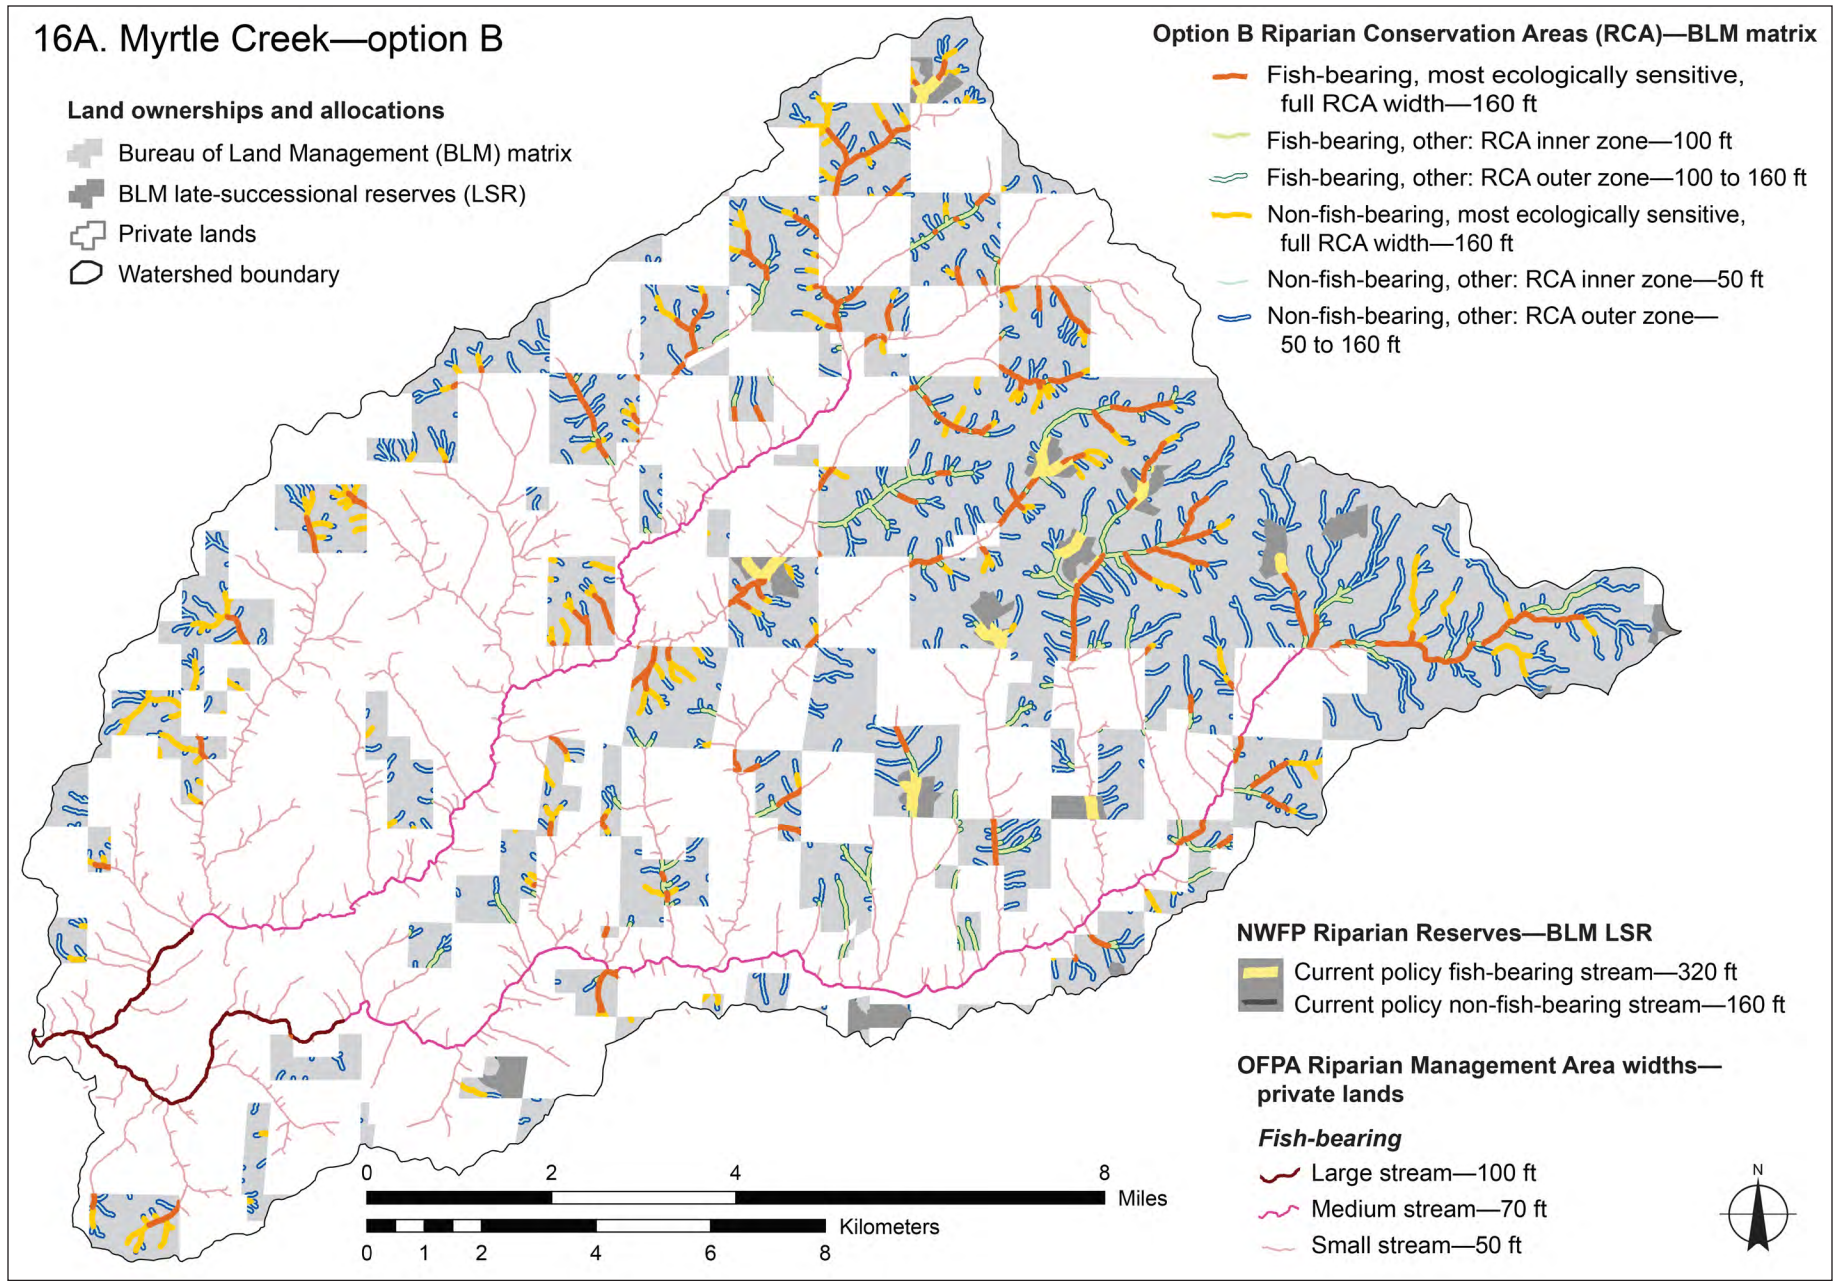 16A. Myrtle Creek—option B
Land ownerships and allocations
Bureau of Land Management (BLM) matrix
BLM late-successional reserves (LSR)
Private lands
Watershed boundary
Option B Riparian Conservation Areas (RCA)—BLM matrix
Fish-bearing, most ecologically sensitive,
full RCA width—160 ft
Fish-bearing, other: RCA inner zone—100 ft
Fish-bearing, other: RCA outer zone—100 to 160 ft
Non-fish-bearing, most ecologically sensitive,
full RCA width—160 ft
Non-fish-bearing, other: RCA inner zone—50 ft
Non-fish-bearing, other: RCA outer zone—
50 to 160 ft
NWFP Riparian Reserves—BLM LSR
Current policy fish-bearing stream—320 ft
Current policy non-fish-bearing stream—160 ft
OFPA Riparian Management Area widths—
private lands
Fish-bearing
Large stream—100 ft
Medium stream—70 ft
Small stream—50 ft
0 2 4 8
Miles
Kilometers
0 1 2 4 6 8
N